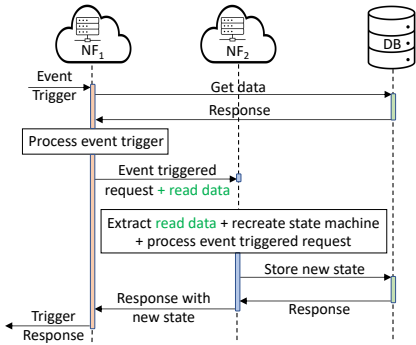 NF1
NF2
DB
Event
Trigger
Get data
Response
Process event trigger
Event triggered
request + read data
Extract read data + recreate state machine
+ process event triggered request
Store new state
Response with
new state
Response
Trigger
Response